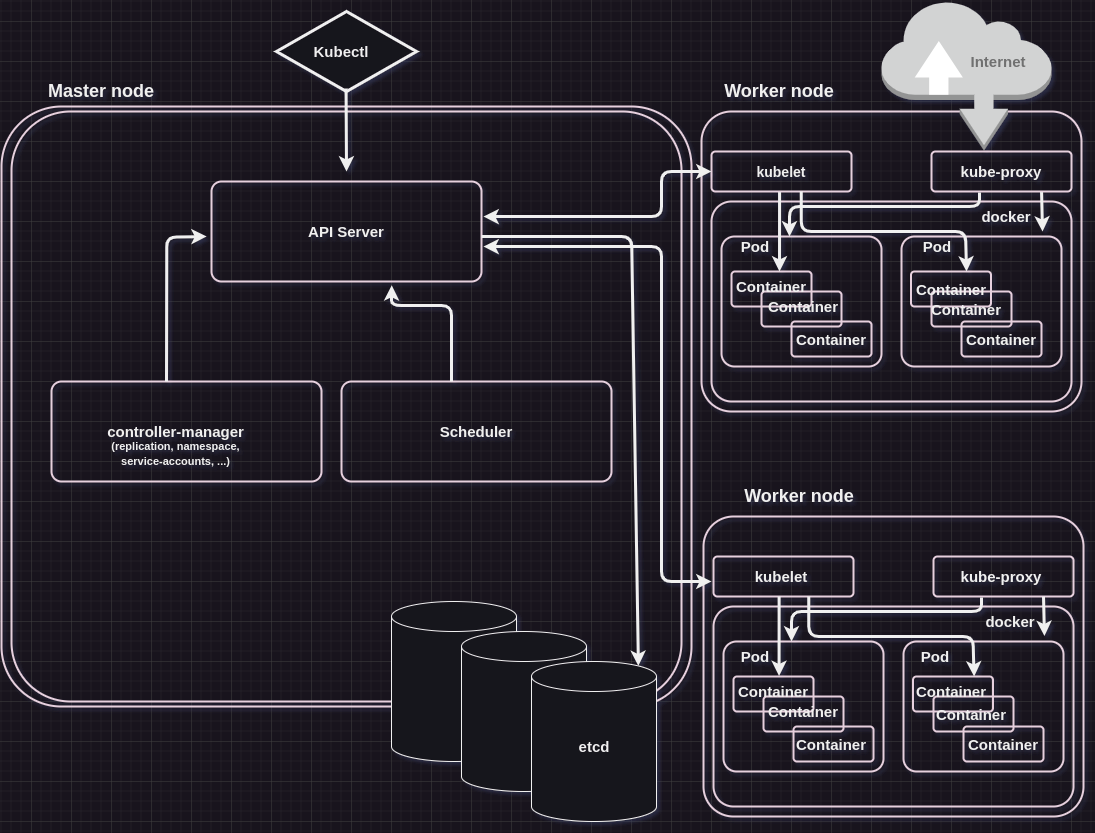 Kubectl
Internet
Master node
Worker node
kubelet
kube-proxy
API Server
docker
Pod
Pod
Container
Container
Container
Container
Container
Container
controller-manager
(replication, namespace,
service-accounts, ...)
Scheduler
Worker node
kubelet
kube-proxy
docker
Pod
Pod
Container
Container
Container
Container
Container
Container
etcd